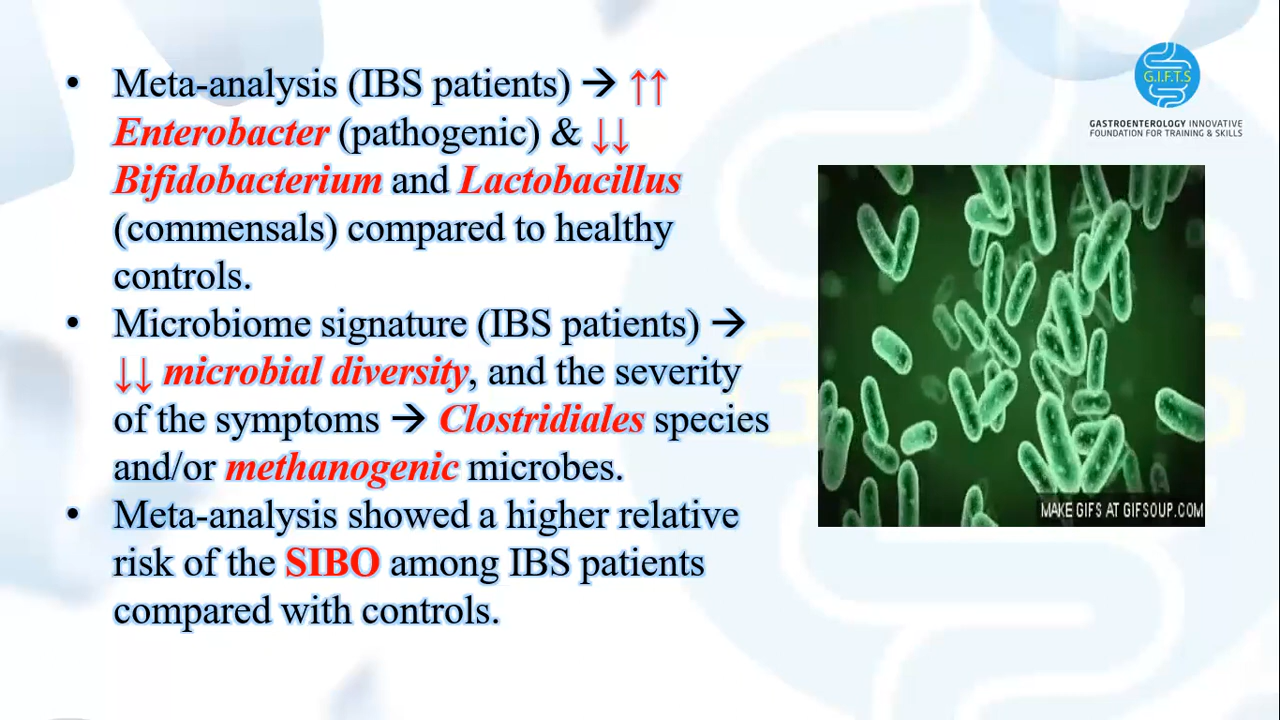 • Meta-analysis (IBS patients) → ↑↑
Enterobacter (pathogenic) & ↓↓
Bifidobacterium and Lactobacillus
(commensals) compared to healthy
controls.
• Microbiome signature (IBS patients) →
↓↓ microbial diversity, and the severity
of the symptoms → Clostridiales species
and/or methanogenic microbes.
• Meta-analysis showed a higher relative
risk of the SIBO among IBS patients
compared with controls.
G.I.F.T.S
GASTROENTEROLOGY INNOVATIVE
FOUNDATION FOR TRAINING & SKILLS
MAKE GIFS AT GIFSOUP.COM